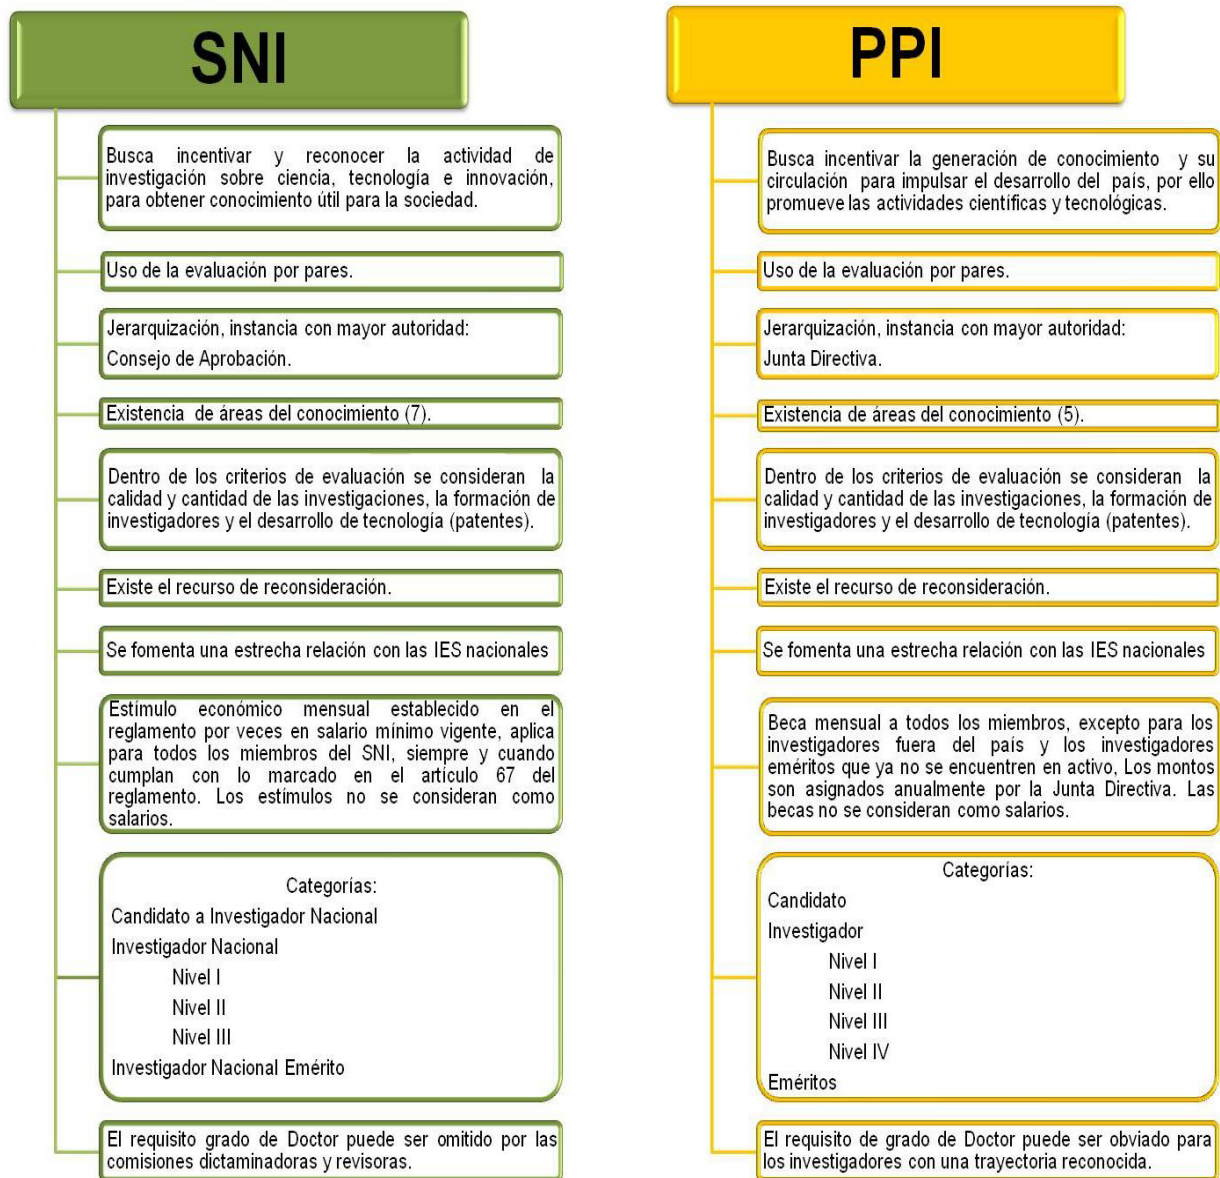 SNI
Busca incentivar y reconocer la actividad de
investigación sobre ciencia, tecnología e innovación,
para obtener conocimiento útil para la sociedad.
Uso de la evaluación por pares.
Jerarquización, instancia con mayor autoridad:
Consejo de Aprobación.
Existencia de áreas del conocimiento (7).
Dentro de los criterios de evaluación se consideran la
calidad y cantidad de las investigaciones, la formación de
investigadores y el desarrollo de tecnología (patentes).
Existe el recurso de reconsideración.
Se fomenta una estrecha relación con las IES nacionales
Estímulo económico mensual establecido en el
reglamento por veces en salario mínimo vigente, aplica
para todos los miembros del SNI, siempre y cuando
cumplan con lo marcado en el artículo 67 del
reglamento. Los estímulos no se consideran como
salarios.
Categorías:
Candidato a Investigador Nacional
Investigador Nacional
Nivel I
Nivel II
Nivel III
Investigador Nacional Emérito
El requisito grado de Doctor puede ser omitido por las
comisiones dictaminadoras y revisoras.
PPI
Busca incentivar la generación de conocimiento y su
circulación para impulsar el desarrollo del país, por ello
promueve las actividades científicas y tecnológicas.
Uso de la evaluación por pares.
Jerarquización, instancia con mayor autoridad:
Junta Directiva.
Existencia de áreas del conocimiento (5).
Dentro de los criterios de evaluación se consideran la
calidad y cantidad de las investigaciones, la formación de
investigadores y el desarrollo de tecnología (patentes).
Existe el recurso de reconsideración.
Se fomenta una estrecha relación con las IES nacionales
Beca mensual a todos los miembros, excepto para los
investigadores fuera del país y los investigadores
eméritos que ya no se encuentren en activo, Los montos
son asignados anualmente por la Junta Directiva. Las
becas no se consideran como salarios.
Categorías:
Candidato
Investigador
Nivel I
Nivel II
Nivel III
Nivel IV
Eméritos
El requisito de grado de Doctor puede ser obviado para
los investigadores con una trayectoria reconocida.